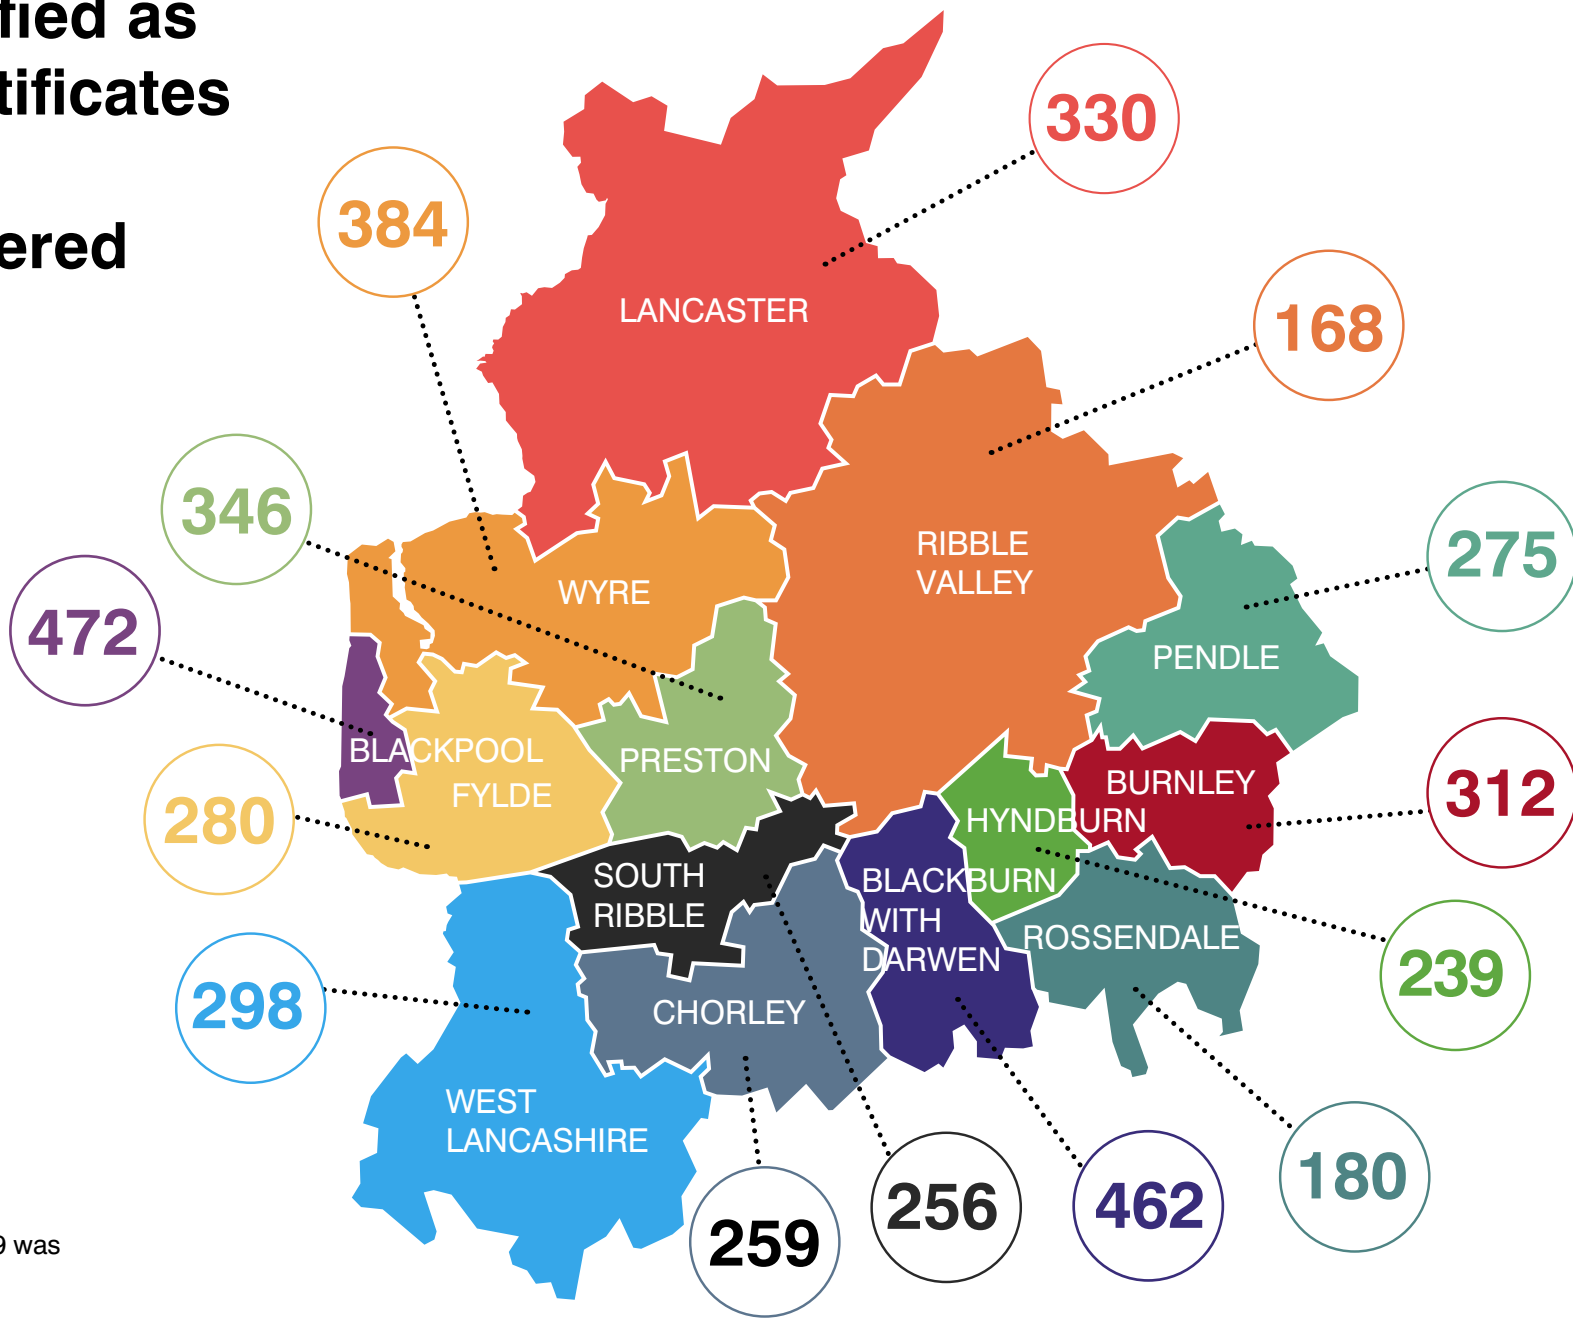 fied as
tificates
ered
330
384
LANCASTER
168
346
RIBBLE
VALLEY
275
WYRE
472
PENDLE
BLACKPOOL
PRESTON
BURNLEY
312
280
FYLDE
HYNDBURN
SOUTH
RIBBLE
BLACKBURN
WITH
DARWEN
ROSSENDALE
239
298
CHORLEY
WEST
LANCASHIRE
180
256
462
259
9 was